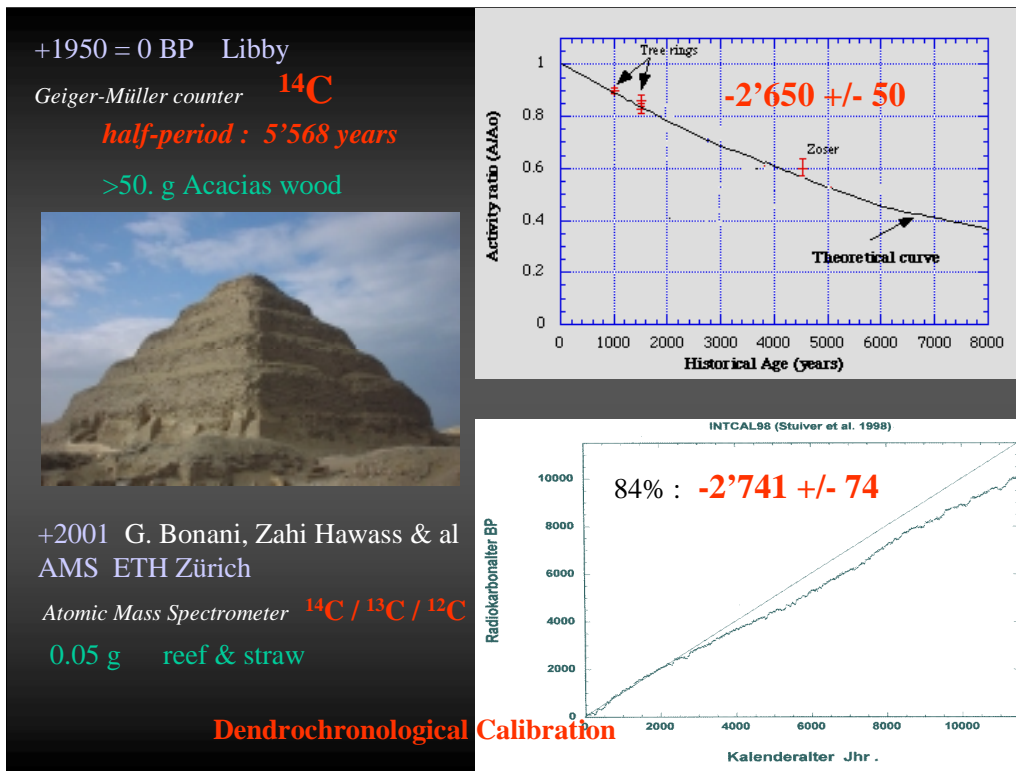 +1950 = 0 BP Libby
Geiger-Müller counter ¹⁴C
half-period : 5’568 years
>50. g Acacias wood
+2001 G. Bonani, Zahi Hawass & al
AMS ETH Zürich
Atomic Mass Spectrometer ¹⁴C / ¹³C / ¹²C
0.05 g reef & straw
Dendrochronological Calibration
Tree rings
-2’650 +/- 50
Zoser
Theoretical curve
Activity ratio (A/Ao)
1
0.8
0.6
0.4
0.2
0
0 1000 2000 3000 4000 5000 6000 7000 8000
Historical Age (years)
INTCAL98 (Stuiver et al. 1998)
84% : -2’741 +/- 74
Radiokarbonalter BP
10000
8000
6000
4000
2000
0
0 2000 4000 6000 8000 10000
Kalenderalter Jhr .